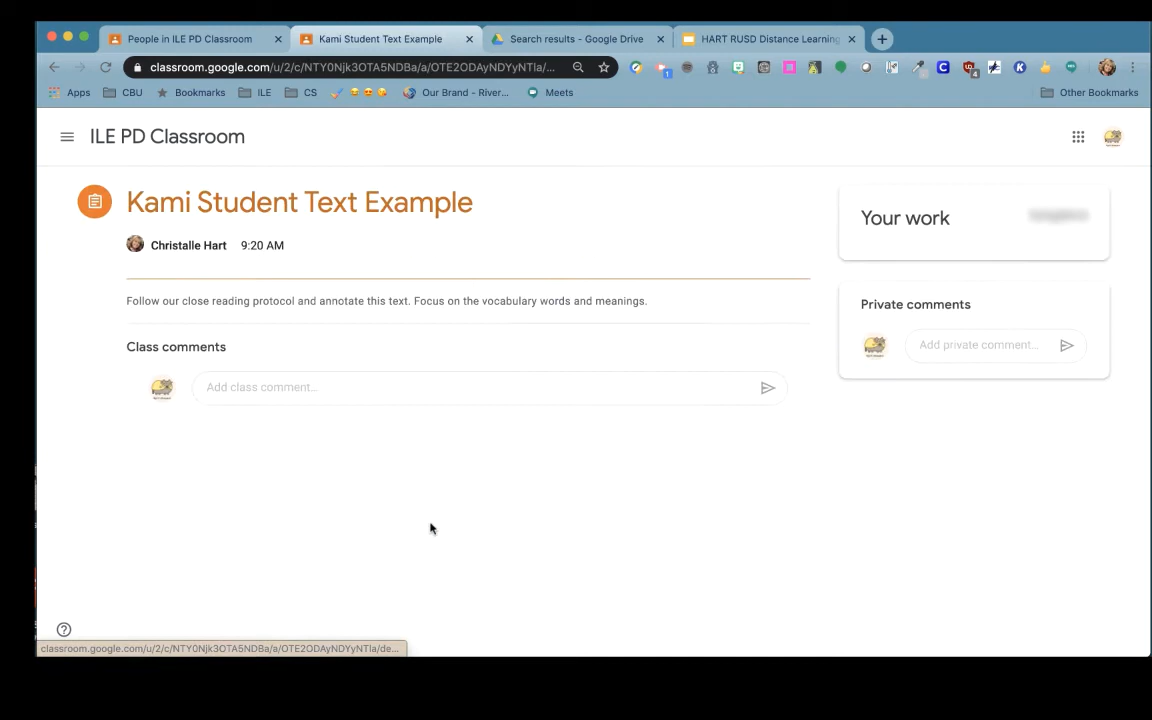 People in ILE PD Classroom
Kami Student Text Example
Search results - Google Drive
HART RUSD Distance Learning
classroom.google.com/u/2/c/NTY0Njk3OTA5NDBa/a/OTE2ODAyNDYyNTla/...
1
4
K
Apps
CBU
Bookmarks
ILE
CS
Our Brand - River...
Meets
Other Bookmarks
ILE PD Classroom
Kami Student Text Example
Your work
Christalle Hart 9:20 AM
Follow our close reading protocol and annotate this text. Focus on the vocabulary words and meanings.
Private comments
Add private comment...
Class comments
Add class comment...
classroom.google.com/u/2/c/NTY0Njk3OTA5NDBa/a/OTE2ODAyNDYyNTla/de...